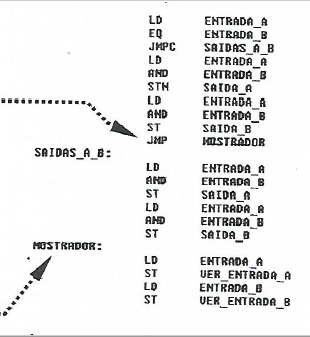 LD ENTRADA_A
EQ ENTRADA_B
JMPC SAIDAS_A_B
LD ENTRADA_A
AND ENTRADA_B
STN SAIDA_A
LD ENTRADA_A
AND ENTRADA_B
ST SAIDA_B
JMP MOSTRADOR
SAIDAS_A_B:
LD ENTRADA_A
AND ENTRADA_B
ST SAIDA_A
LD ENTRADA_A
AND ENTRADA_B
ST SAIDA_B
MOSTRADOR:
LD ENTRADA_A
ST VER_ENTRADA_A
LD ENTRADA_B
ST VER_ENTRADA_B